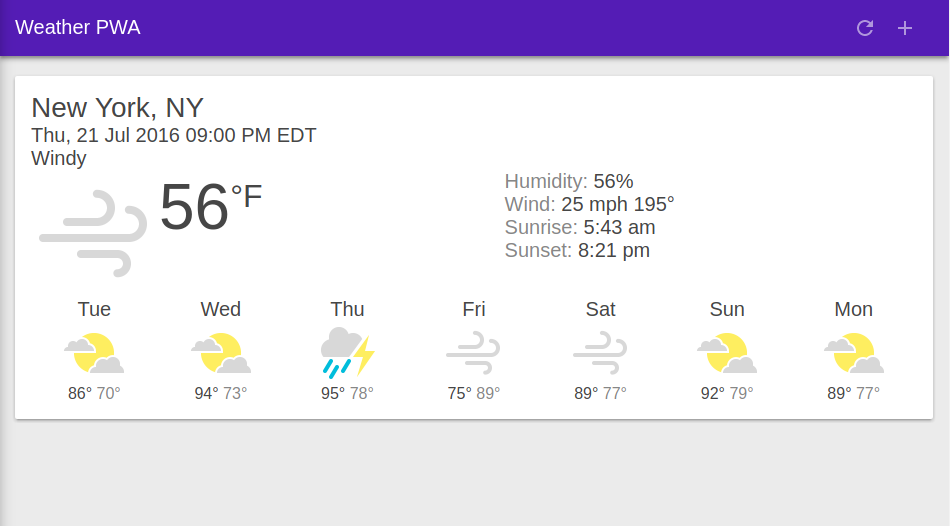 Weather PWA
New York, NY
Thu, 21 Jul 2016 09:00 PM EDT
Windy
56°F
Humidity: 56%
Wind: 25 mph 195°
Sunrise: 5:43 am
Sunset: 8:21 pm
Tue Wed Thu Fri Sat Sun Mon
86° 70° 94° 73° 95° 78° 75° 89° 89° 77° 92° 79° 89° 77°